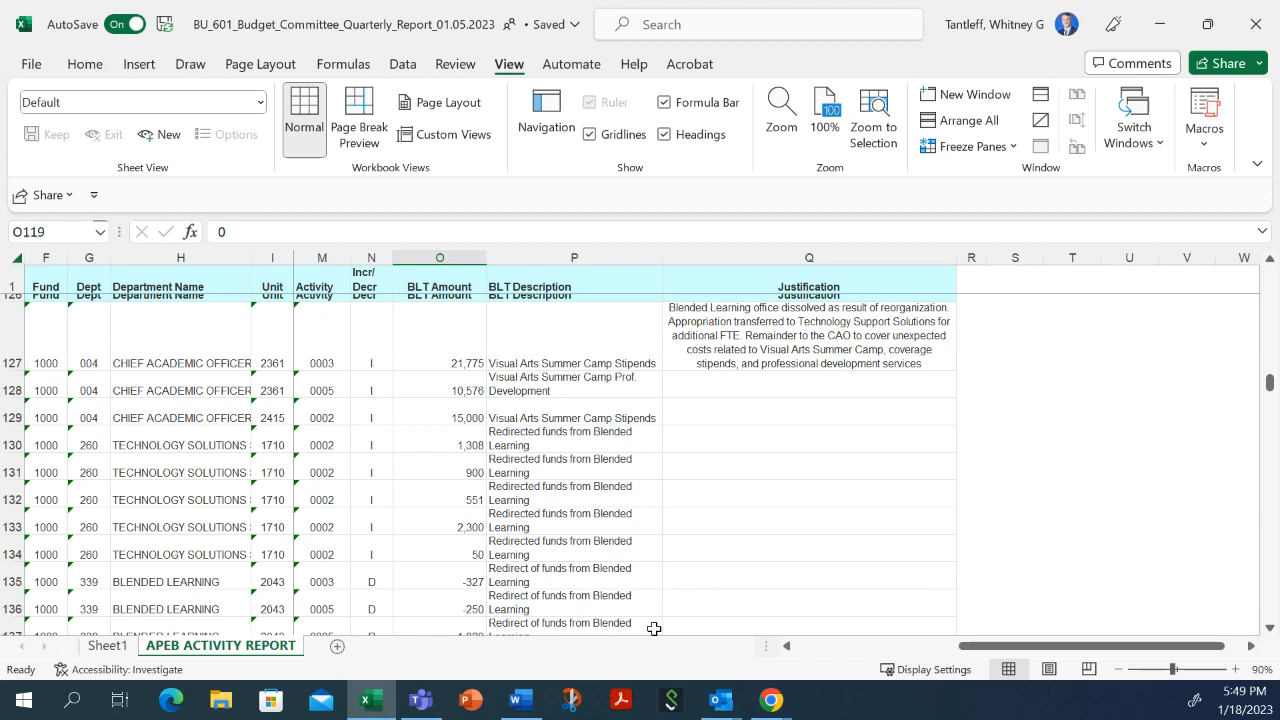 AutoSave On BU_601_Budget_Committee_Quarterly_Report_01.05.2023 • Saved Search Tantleff, Whitney G
File Home Insert Draw Page Layout Formulas Data Review View Automate Help Acrobat Comments Share
Default
Keep Exit New Options
Sheet View
Normal
Page Break Preview
Page Layout
Custom Views
Workbook Views
Navigation
Ruler
Formula Bar
Gridlines
Headings
Show
Zoom
100
100%
Zoom to Selection
Zoom
New Window
Arrange All
Freeze Panes
Switch Windows
Window
Macros
Macros
Share
O119 fx 0
F G H I M N O P Q R S T U V W
1 Fund Dept Department Name Unit Activity Incr/ Decr BLT Amount BLT Description Justification
126 Fund Dept Department Name Unit Activity Decr BLT Amount BLT Description Justification
Blended Learning office dissolved as result of reorganization.
Appropriation transferred to Technology Support Solutions for
additional FTE. Remainder to the CAO to cover unexpected
costs related to Visual Arts Summer Camp, coverage
127 1000 004 CHIEF ACADEMIC OFFICER 2361 0003 I 21,775 Visual Arts Summer Camp Stipends stipends, and professional development services
Visual Arts Summer Camp Prof.
128 1000 004 CHIEF ACADEMIC OFFICER 2361 0005 I 10,576 Development
129 1000 004 CHIEF ACADEMIC OFFICER 2415 0002 I 15,000 Visual Arts Summer Camp Stipends
Redirected funds from Blended
130 1000 260 TECHNOLOGY SOLUTIONS 1710 0002 I 1,308 Learning
Redirected funds from Blended
131 1000 260 TECHNOLOGY SOLUTIONS 1710 0002 I 900 Learning
Redirected funds from Blended
132 1000 260 TECHNOLOGY SOLUTIONS 1710 0002 I 551 Learning
Redirected funds from Blended
133 1000 260 TECHNOLOGY SOLUTIONS 1710 0002 I 2,300 Learning
Redirected funds from Blended
134 1000 260 TECHNOLOGY SOLUTIONS 1710 0002 I 50 Learning
Redirect of funds from Blended
135 1000 339 BLENDED LEARNING 2043 0003 D -327 Learning
Redirect of funds from Blended
136 1000 339 BLENDED LEARNING 2043 0005 D -250 Learning
Redirect of funds from Blended
Sheet1 APEB ACTIVITY REPORT
Ready Accessibility: Investigate Display Settings 90%
5:49 PM
1/18/2023